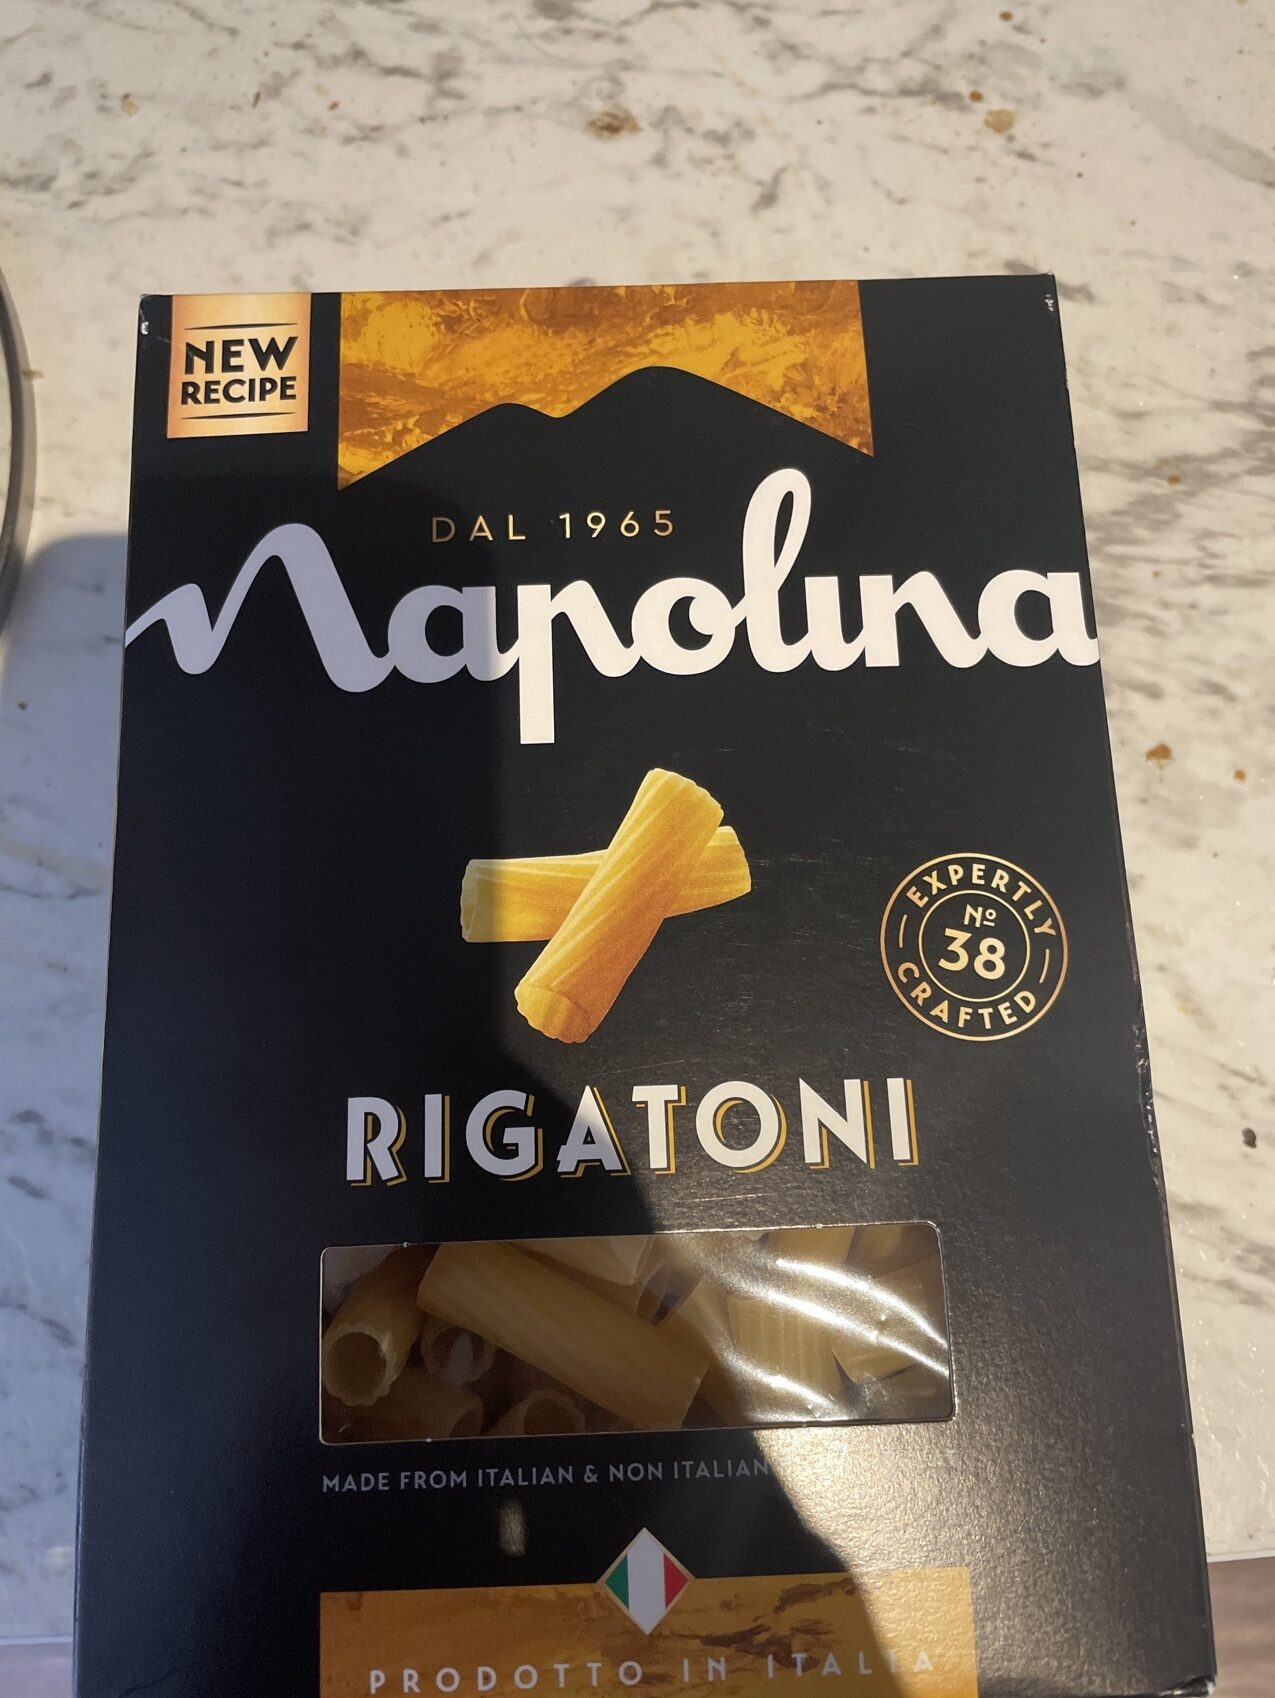 NEW
RECIPE
DAL 1965
Napolina
EXPERTLY
Nº
38
CRAFTED
RIGATONI
MADE FROM ITALIAN & NON ITALIAN
PRODOTTO IN ITALIA